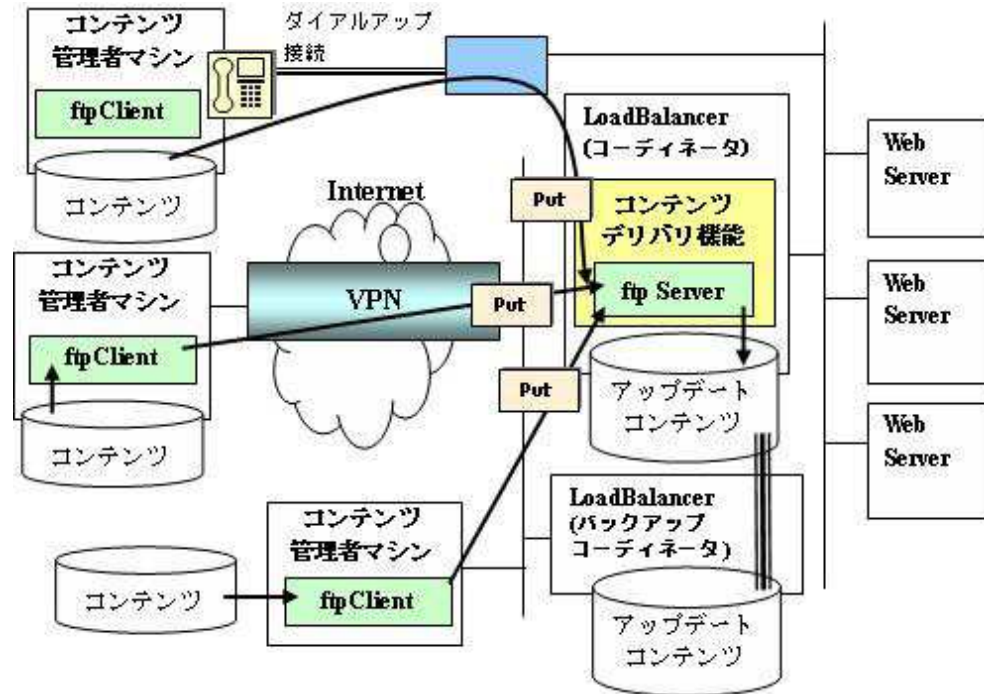 コンテンツ
管理者マシン
ftpClient
コンテンツ
ダイアルアップ
接続
LoadBalancer
(コーディネータ)
Web
Server
Internet
Put
コンテンツ
デリバリ機能
ftp Server
コンテンツ
管理者マシン
ftpClient
コンテンツ
VPN
Put
Web
Server
Put
アップデート
コンテンツ
Web
Server
コンテンツ
管理者マシン
ftpClient
コンテンツ
LoadBalancer
(バックアップ
コーディネータ)
アップデート
コンテンツ